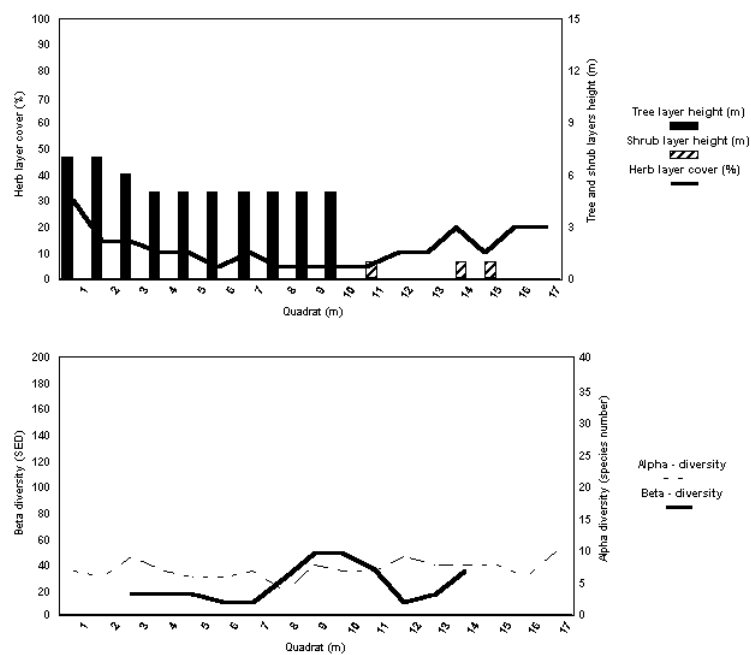 100
90
80
70
60
50
40
30
20
10
0
Herb layer cover (%)
15
12
9
6
3
0
Tree and shrub layers height (m)
1 2 3 4 5 6 7 8 9 10 11 12 13 14 15 16 17
Quadrat (m)
Tree layer height (m)
Shrub layer height (m)
Herb layer cover (%)
200
180
160
140
120
100
80
60
40
20
0
Beta diversity (SED)
40
35
30
25
20
15
10
5
0
Alpha diversity (species number)
1 2 3 4 5 6 7 8 9 10 11 12 13 14 15 16 17
Quadrat (m)
Alpha - diversity
Beta - diversity